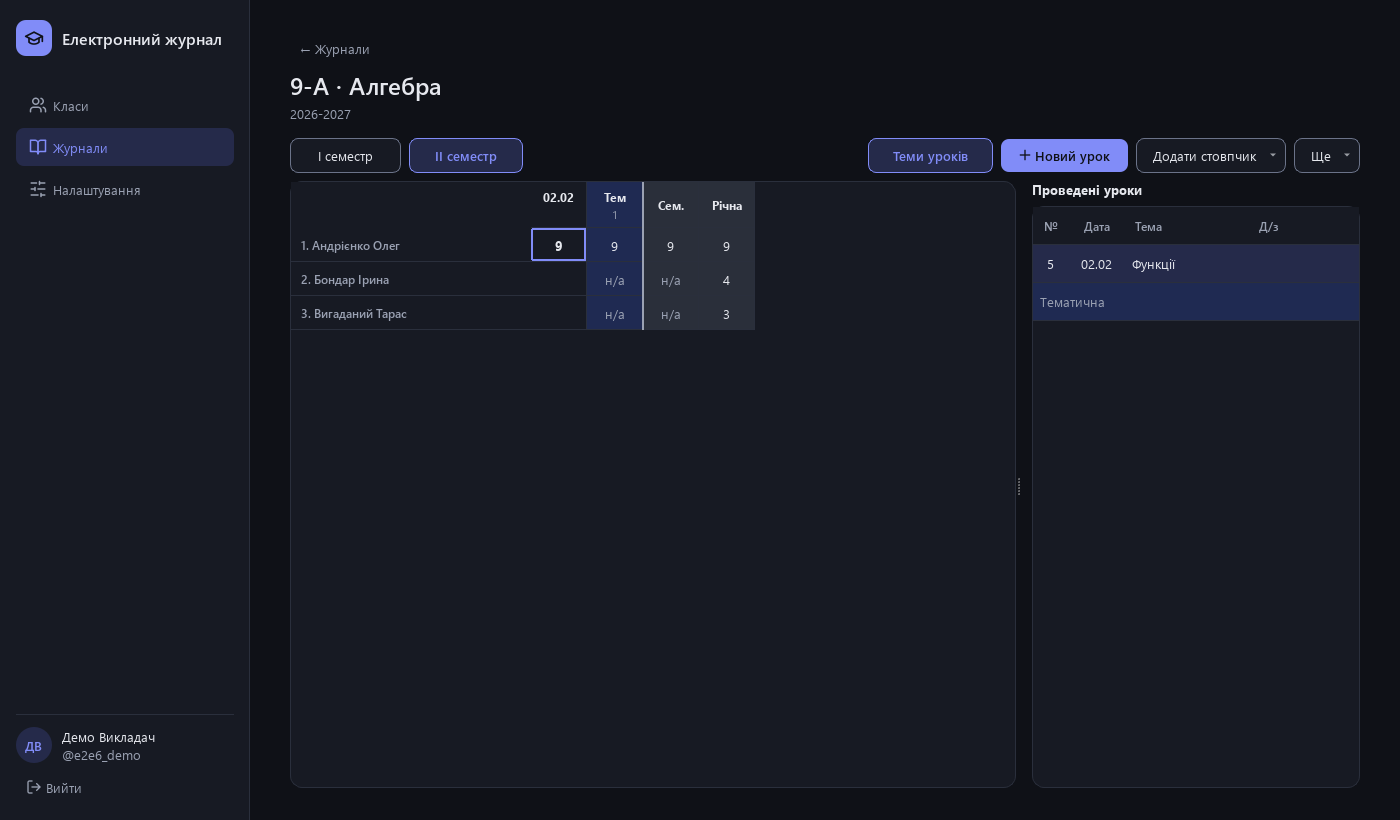 Електронний журнал
Класи
Журнали
Налаштування
ДВ
Демо Викладач
@e2e6_demo
Вийти
← Журнали
9-А · Алгебра
2026-2027
І семестр
ІІ семестр
Теми уроків
+ Новий урок
Додати стовпчик
Ще
02.02 Тем 1 Сем. Річна
1. Андрієнко Олег 9 9 9 9
2. Бондар Ірина н/а н/а 4
3. Вигаданий Тарас н/а н/а 3
Проведені уроки
№ Дата Тема Д/з
5 02.02 Функції
Тематична